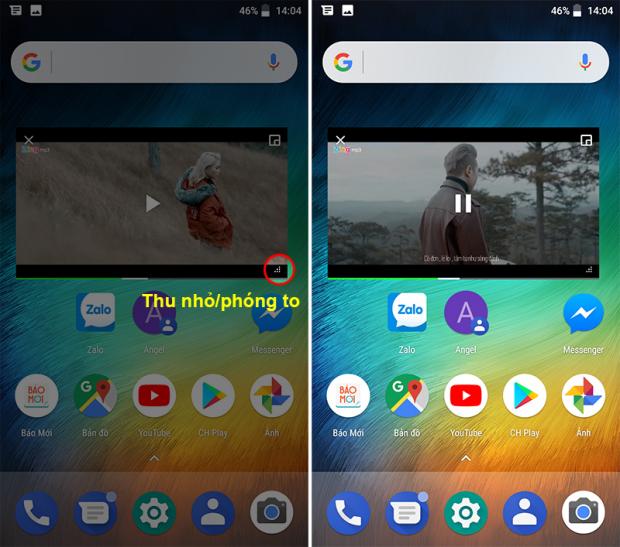 46% 14:04
46% 14:04
G
G
mp3
mp3
Thu nhỏ/phóng to
Zalo
A
Zalo
A
Zalo
Angel
Messenger
Zalo
Angel
Messenger
BÁO
MỚI
G
BÁO
MỚI
G
Báo Mới
Bản đồ
YouTube
CH Play
Ảnh
Báo Mới
Bản đồ
YouTube
CH Play
Ảnh